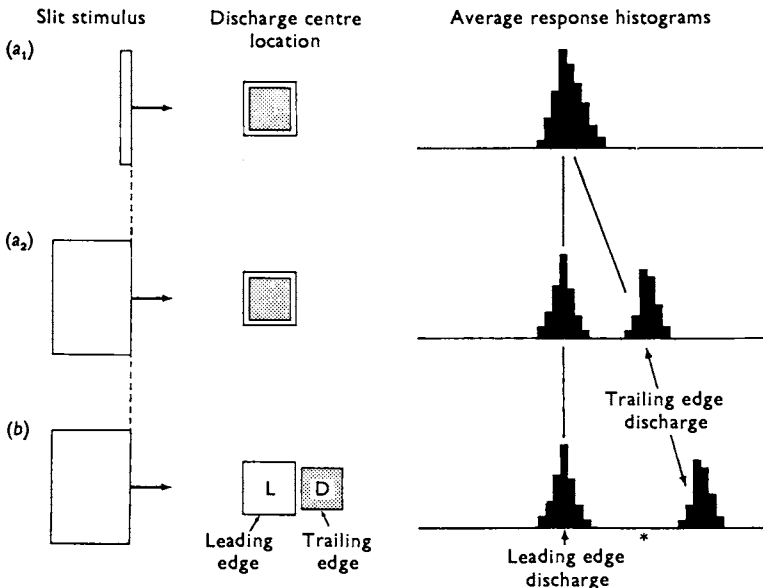 Slit stimulus
Discharge centre
location
Average response histograms
(a₁)
(a₂)
Trailing edge
discharge
(b)
L
D
Leading
edge
Trailing
edge
*
Leading edge
discharge